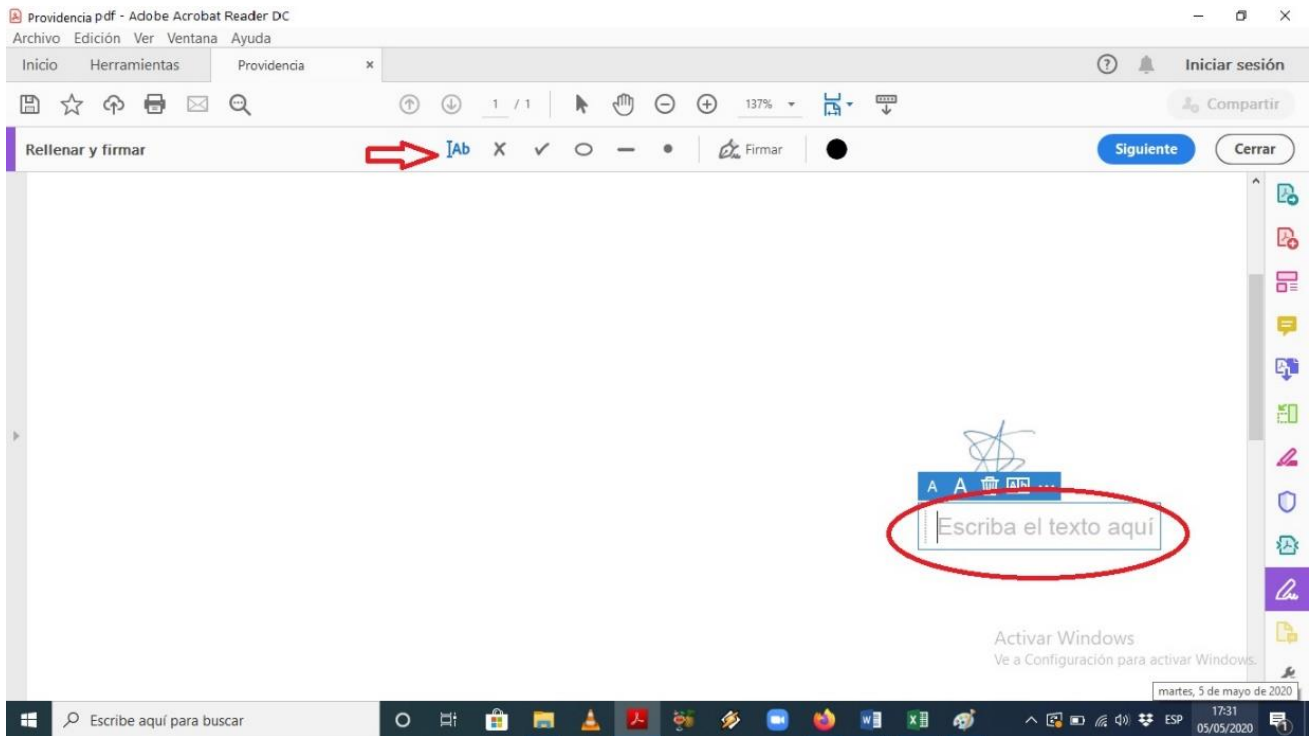 Providencia pdf - Adobe Acrobat Reader DC
Archivo Edición Ver Ventana Ayuda
Inicio Herramientas Providencia × Iniciar sesión
1 / 1 137% Compartir
Rellenar y firmar Ab Firmar Siguiente Cerrar
A A
Escriba el texto aquí
Activar Windows
Ve a Configuración para activar Windows.
martes, 5 de mayo de 2020
Escribe aquí para buscar ESP 17:31
05/05/2020